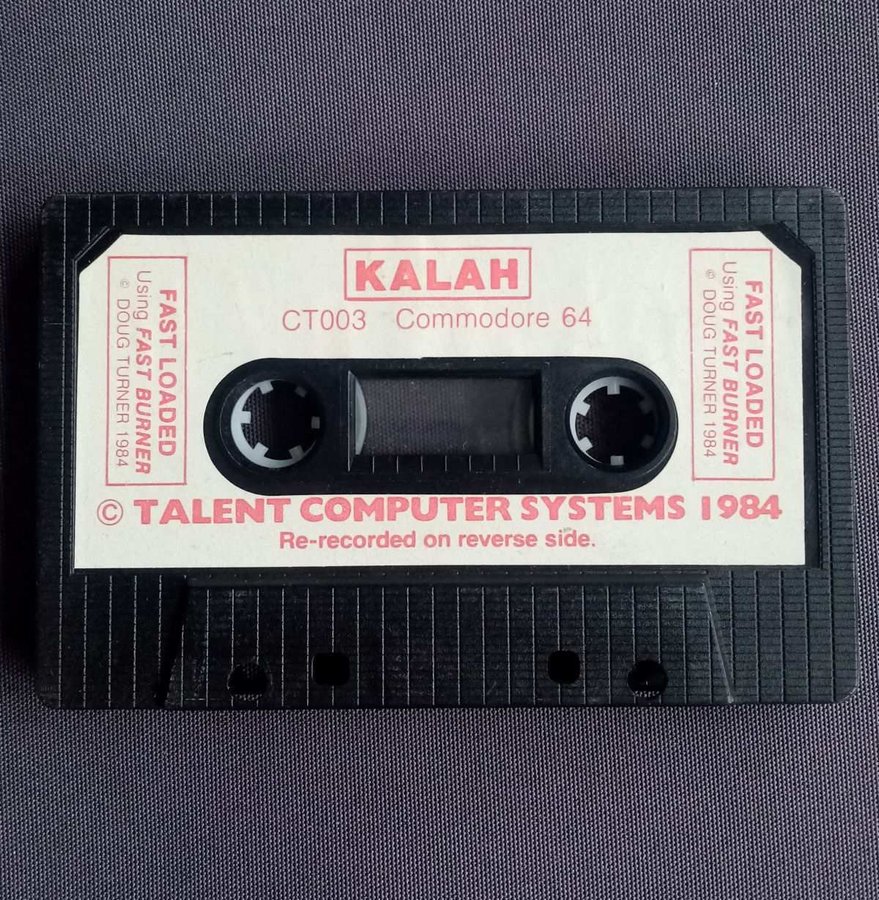 KALAH
CT003 Commodore 64
FAST LOADED
Using FAST BURNER
© DOUG TURNER 1984
FAST LOADED
Using FAST BURNER
© DOUG TURNER 1984
© TALENT COMPUTER SYSTEMS 1984
Re-recorded on reverse side.